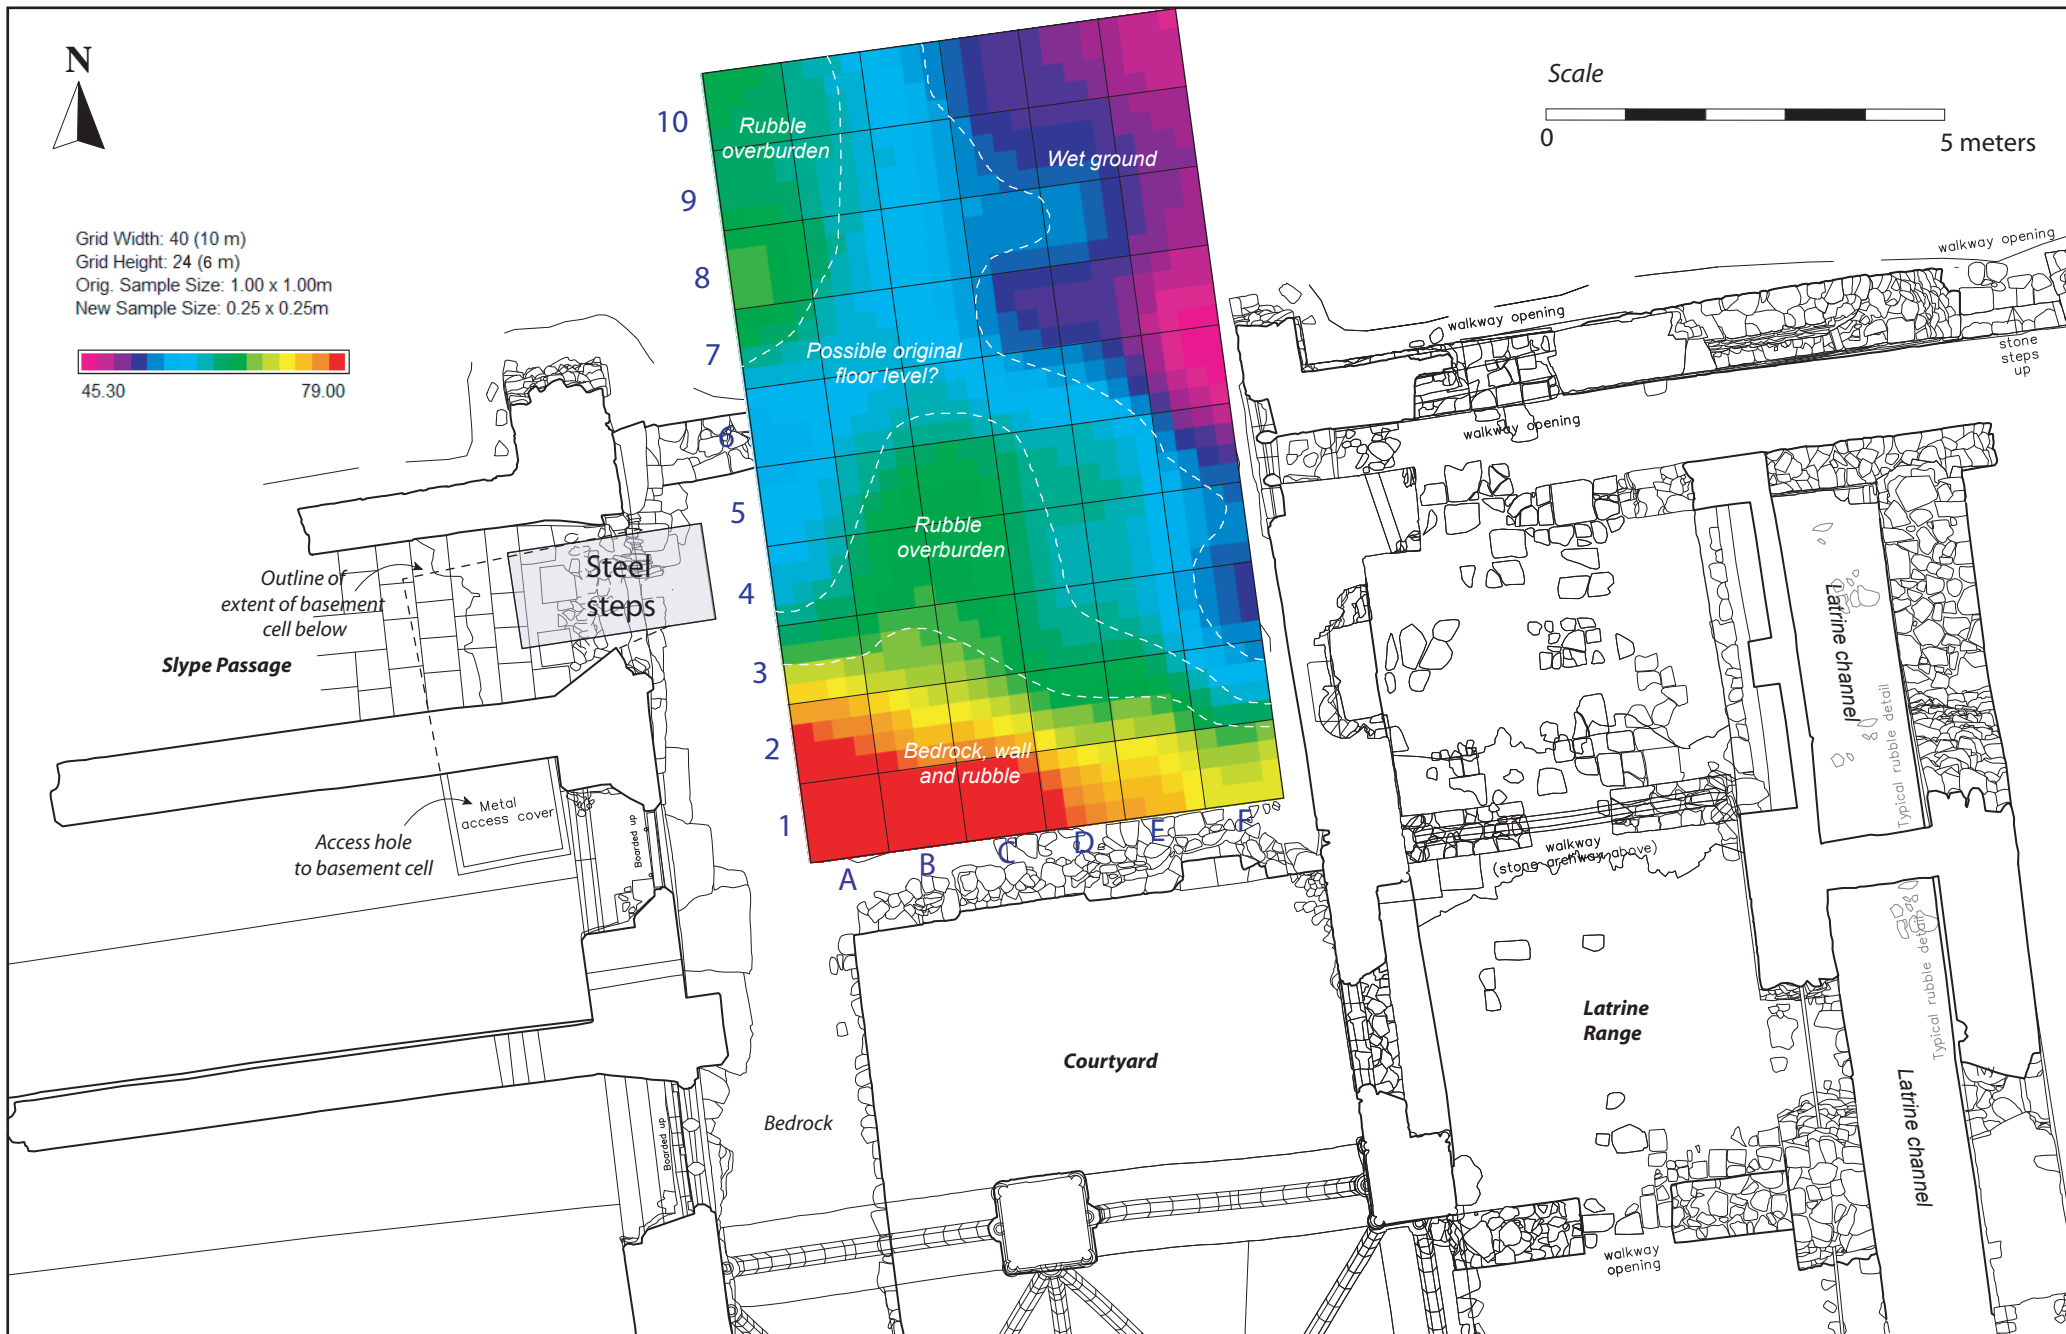 N
Scale
0
5 meters
Grid Width: 40 (10 m)
Grid Height: 24 (6 m)
Orig. Sample Size: 1.00 x 1.00m
New Sample Size: 0.25 x 0.25m
45.30
79.00
10
9
8
7
6
5
4
3
2
1
A
B
C
D
E
F
Rubble
overburden
Wet ground
Possible original
floor level?
Rubble
overburden
Bedrock, wall
and rubble
walkway opening
walkway opening
walkway opening
stone
steps
up
Outline of
extent of basement
cell below
Steel
steps
Slype Passage
Metal
access cover
Access hole
to basement cell
Boarded up
Boarded up
Bedrock
Courtyard
walkway
(stone archway above)
Latrine
Range
Latrine channel
Typical rubble detail
Typical rubble detail
Latrine channel
Ivy
walkway
opening